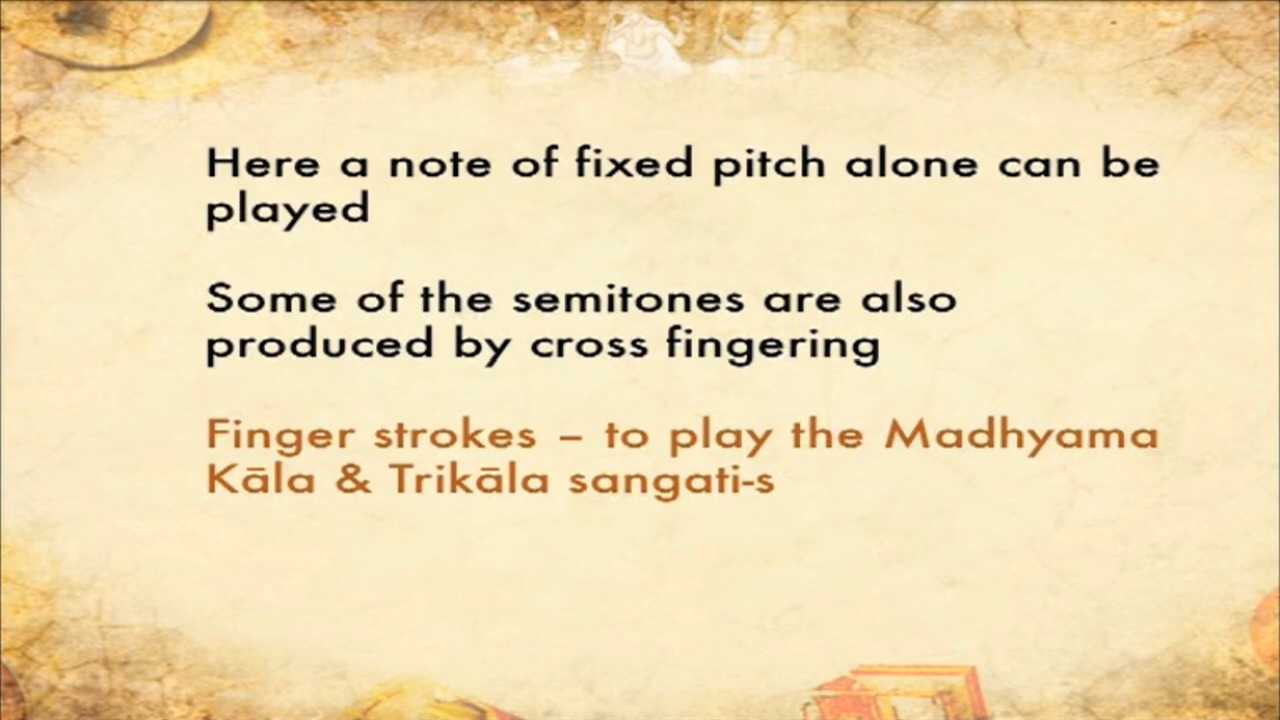 Here a note of fixed pitch alone can be
played
Some of the semitones are also
produced by cross fingering
Finger strokes – to play the Madhyama
Kāla & Trikāla sangati-s